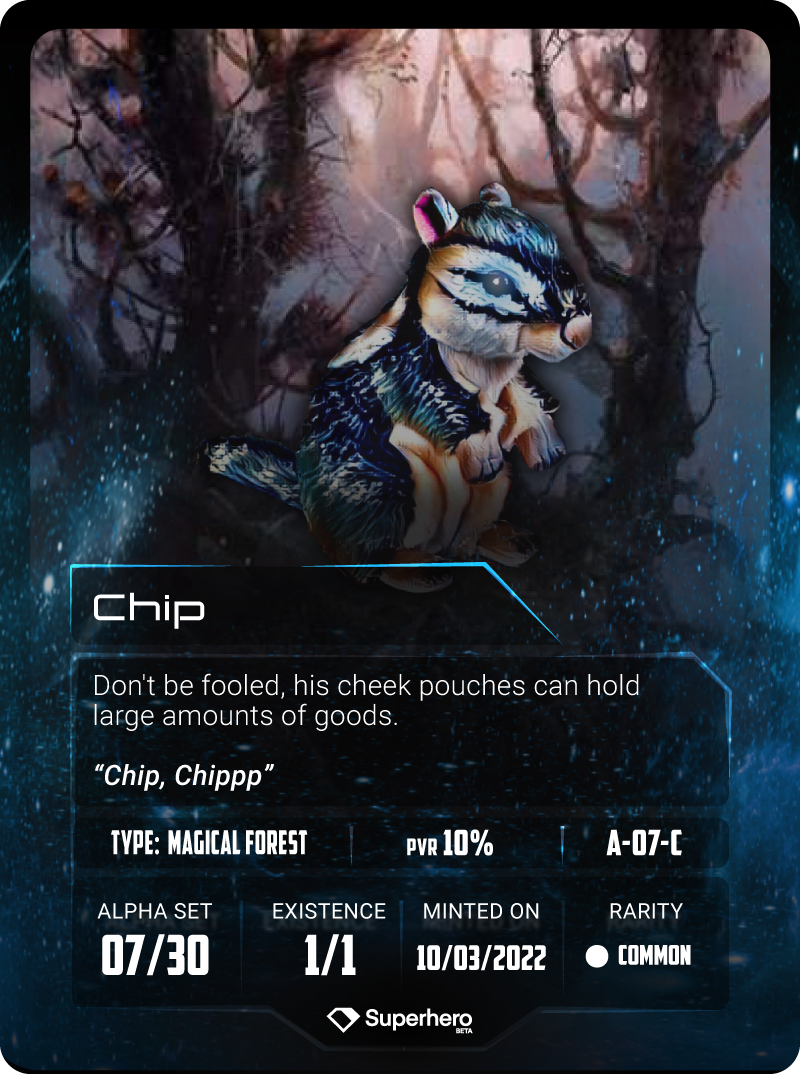 Chip
Don't be fooled, his cheek pouches can hold
large amounts of goods.
“Chip, Chippp”
TYPE: MAGICAL FOREST PVR 10% A-07-C
ALPHA SET EXISTENCE MINTED ON RARITY
07/30 1/1 10/03/2022 COMMON
Superhero
BETA